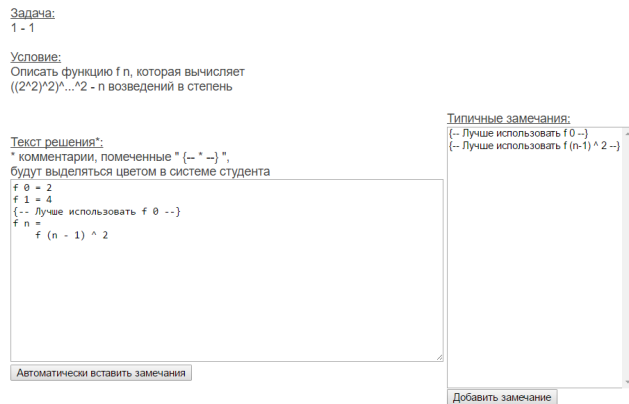 Задача:
1 - 1
Условие:
Описать функцию f n, которая вычисляет
((2^2)^2)^...^2 - n возведений в степень
Текст решения*:
* комментарии, помеченные " {-- * --} ",
будут выделяться цветом в системе студента
f 0 = 2
f 1 = 4
{-- Лучше использовать f 0 --}
f n =
    f (n - 1) ^ 2
Автоматически вставить замечания
Типичные замечания:
{-- Лучше использовать f 0 --}
{-- Лучше использовать f (n-1) ^ 2 --}
Добавить замечание